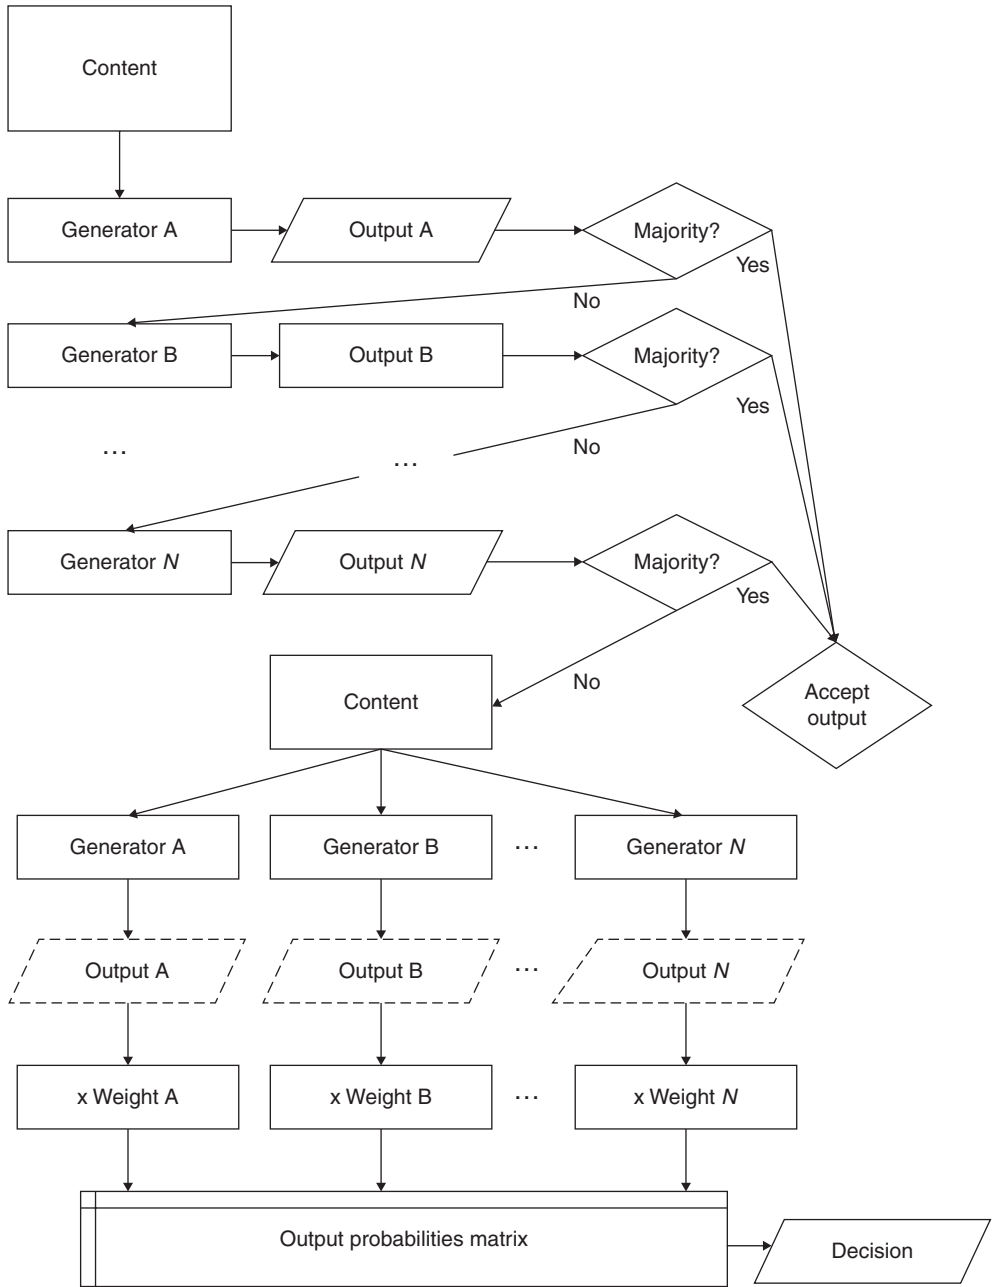 Content
Generator A
Output A
Majority?
Yes
No
Generator B
Output B
Majority?
Yes
No
...
...
Generator N
Output N
Majority?
Yes
No
Content
Accept
output
Generator A
Generator B
...
Generator N
Output A
Output B
...
Output N
x Weight A
x Weight B
...
x Weight N
Output probabilities matrix
Decision